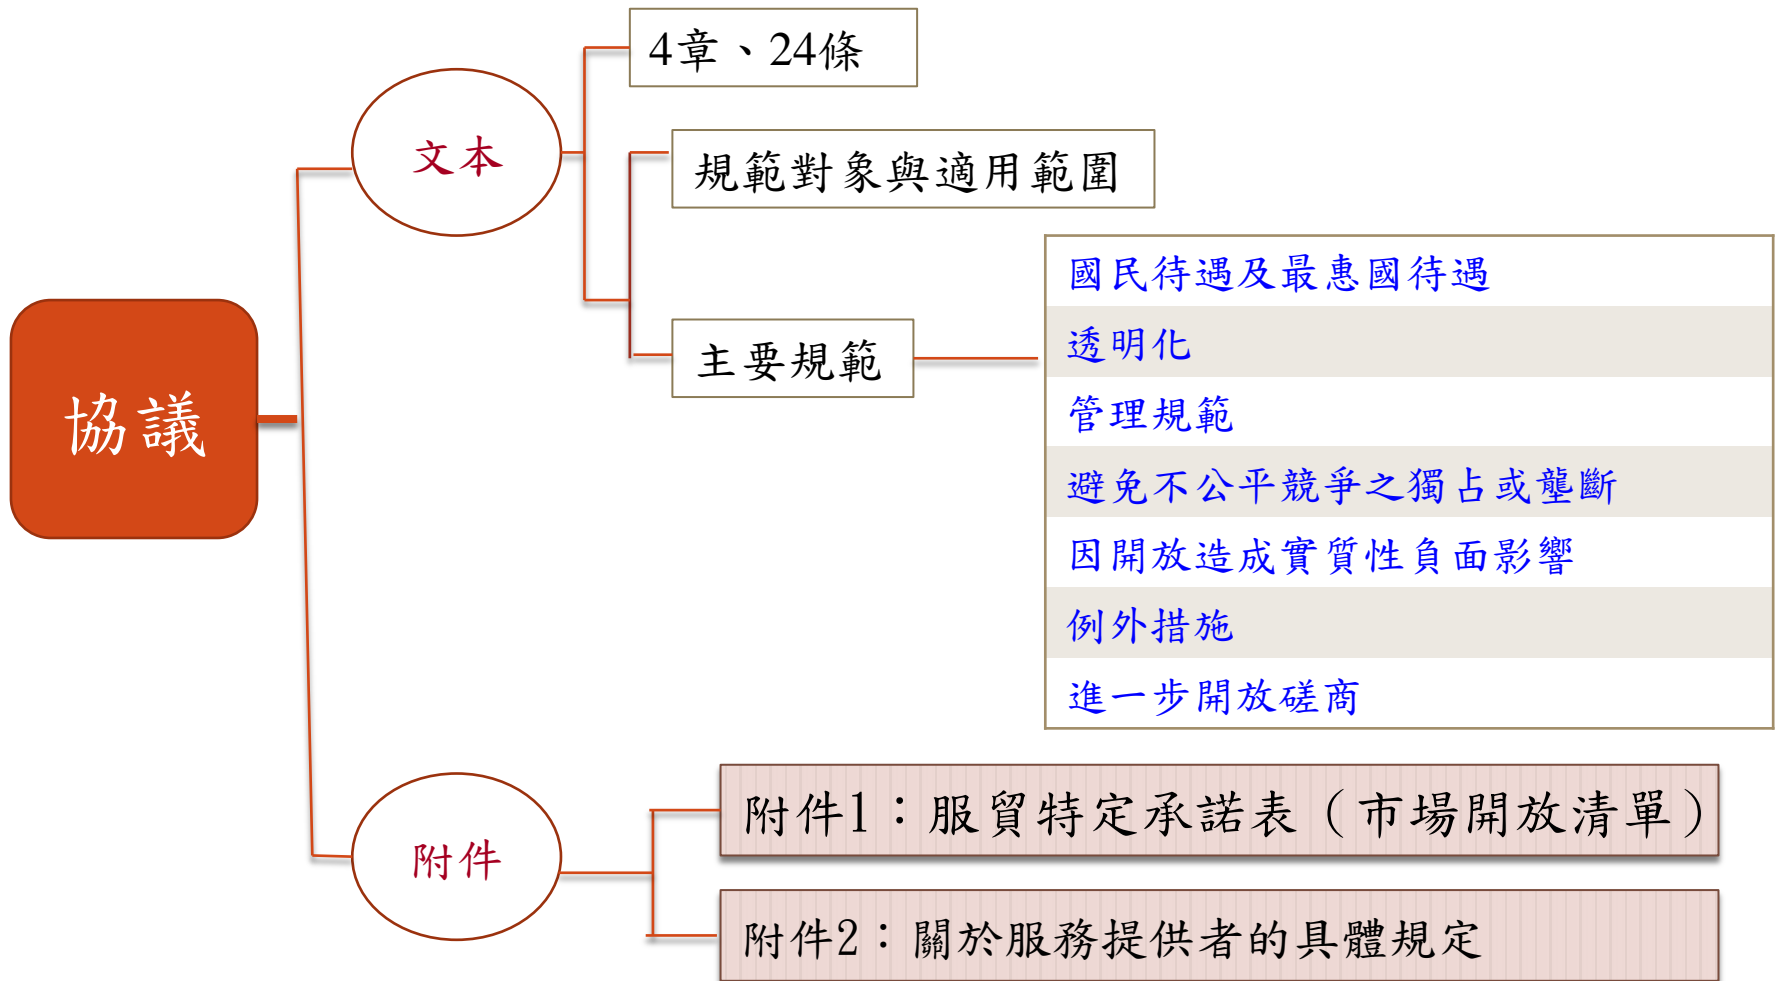 協議
文本
4章、24條
規範對象與適用範圍
主要規範
國民待遇及最惠國待遇
透明化
管理規範
避免不公平競爭之獨占或壟斷
因開放造成實質性負面影響
例外措施
進一步開放磋商
附件
附件1：服貿特定承諾表（市場開放清單）
附件2：關於服務提供者的具體規定